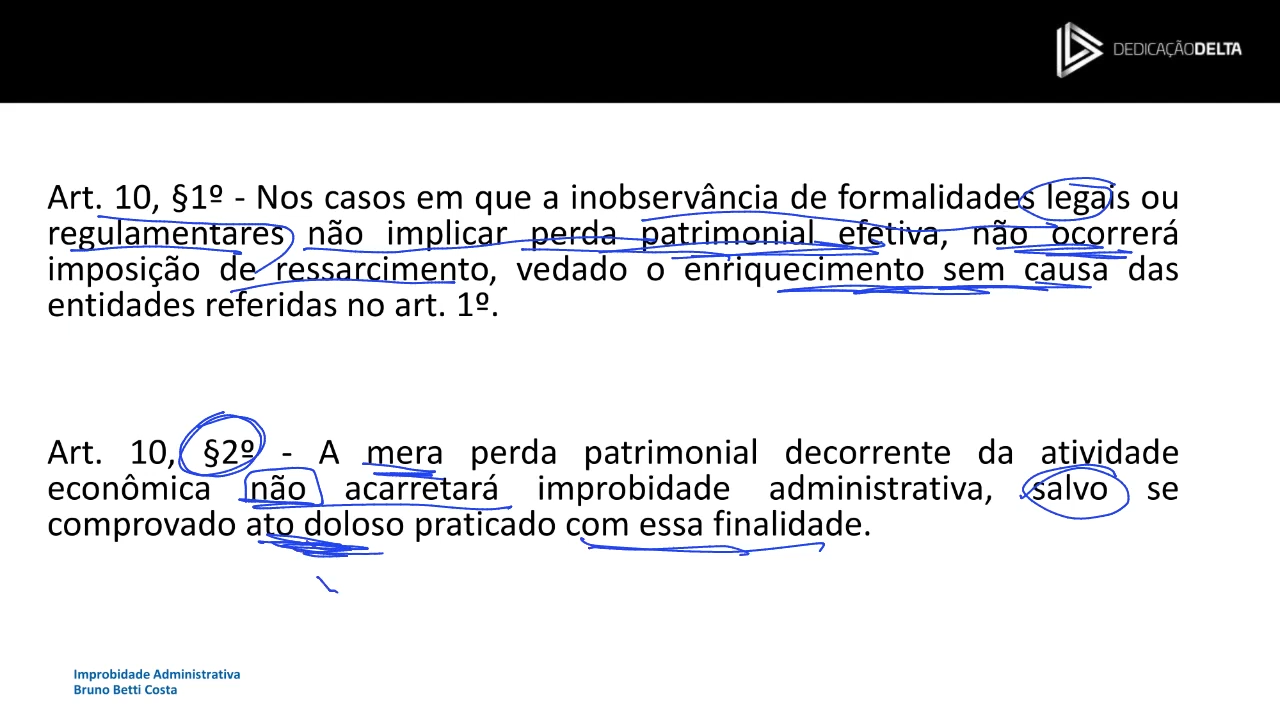 DEDICAÇÃODELTA
Art. 10, §1º - Nos casos em que a inobservância de formalidades legais ou
regulamentares não implicar perda patrimonial efetiva, não ocorrerá
imposição de ressarcimento, vedado o enriquecimento sem causa das
entidades referidas no art. 1º.
Art. 10, §2º - A mera perda patrimonial decorrente da atividade
econômica não acarretará improbidade administrativa, salvo se
comprovado ato doloso praticado com essa finalidade.
Improbidade Administrativa
Bruno Betti Costa